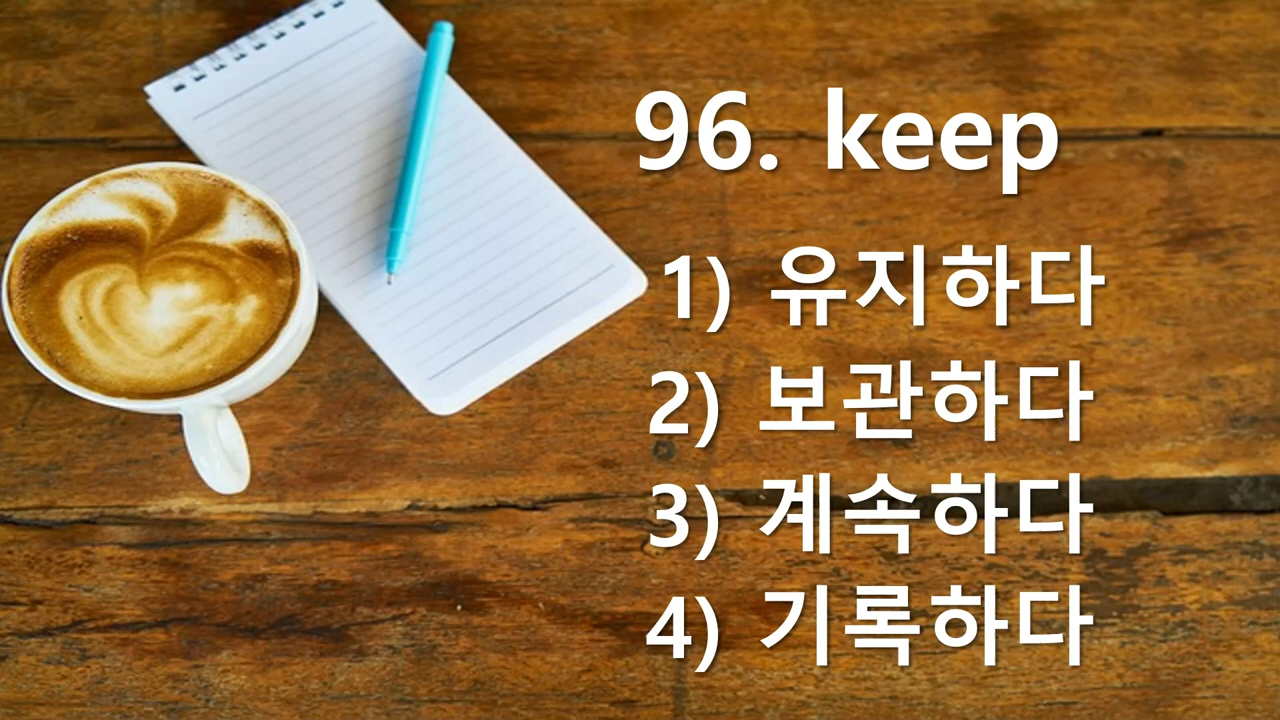 96. keep
1) 유지하다
2) 보관하다
3) 계속하다
4) 기록하다